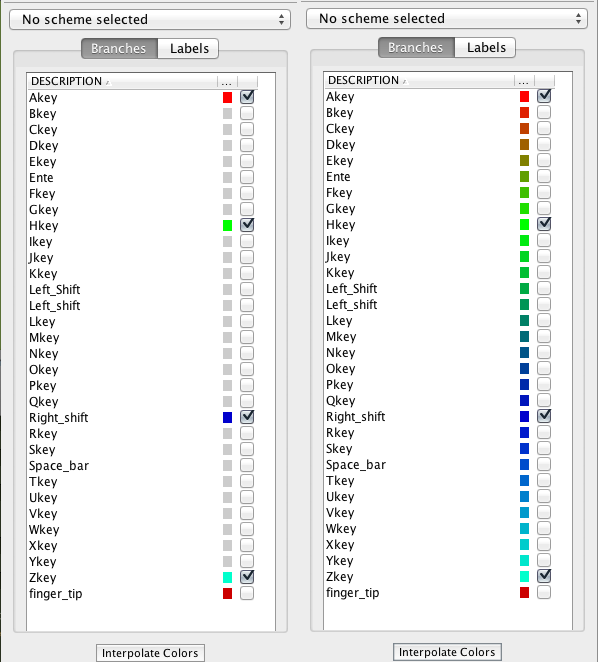 No scheme selected
Branches Labels
DESCRIPTION ...
Akey
Bkey
Ckey
Dkey
Ekey
Ente
Fkey
Gkey
Hkey
Ikey
Jkey
Kkey
Left_Shift
Left_shift
Lkey
Mkey
Nkey
Okey
Pkey
Qkey
Right_shift
Rkey
Skey
Space_bar
Tkey
Ukey
Vkey
Wkey
Xkey
Ykey
Zkey
finger_tip
Interpolate Colors
No scheme selected
Branches Labels
DESCRIPTION ...
Akey
Bkey
Ckey
Dkey
Ekey
Ente
Fkey
Gkey
Hkey
Ikey
Jkey
Kkey
Left_Shift
Left_shift
Lkey
Mkey
Nkey
Okey
Pkey
Qkey
Right_shift
Rkey
Skey
Space_bar
Tkey
Ukey
Vkey
Wkey
Xkey
Ykey
Zkey
finger_tip
Interpolate Colors